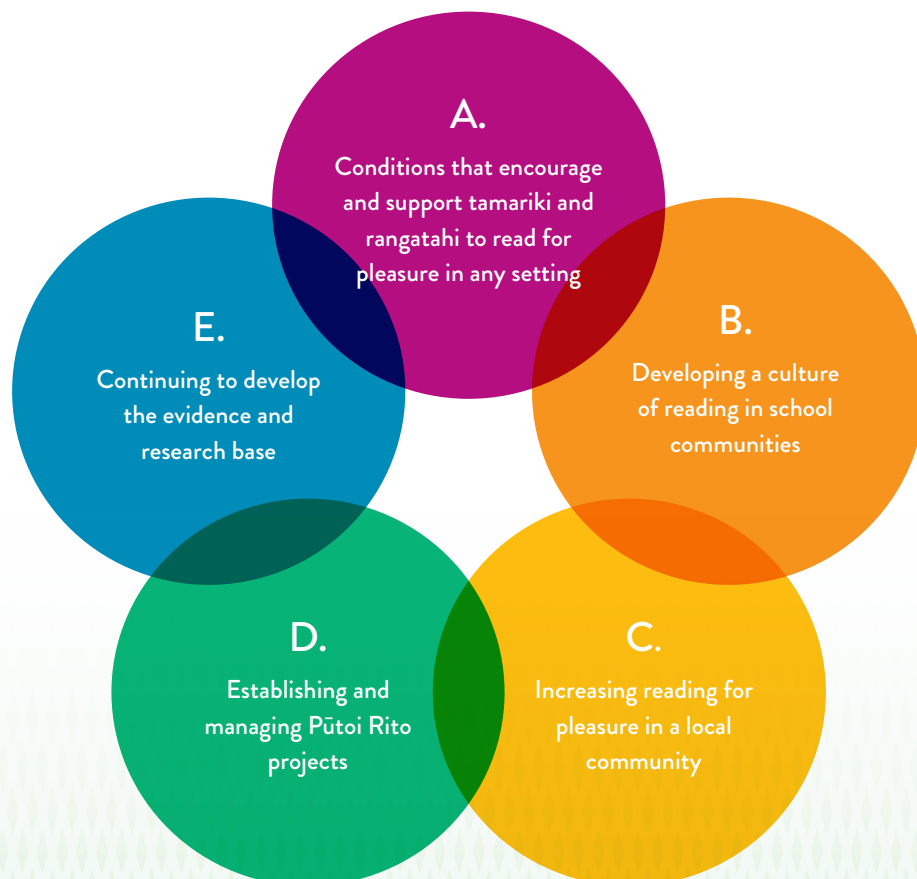 A.
Conditions that encourage
and support tamariki and
rangatahi to read for
pleasure in any setting
B.
Developing a culture
of reading in school
communities
C.
Increasing reading for
pleasure in a local
community
D.
Establishing and
managing Pūtoi Rito
projects
E.
Continuing to develop
the evidence and
research base